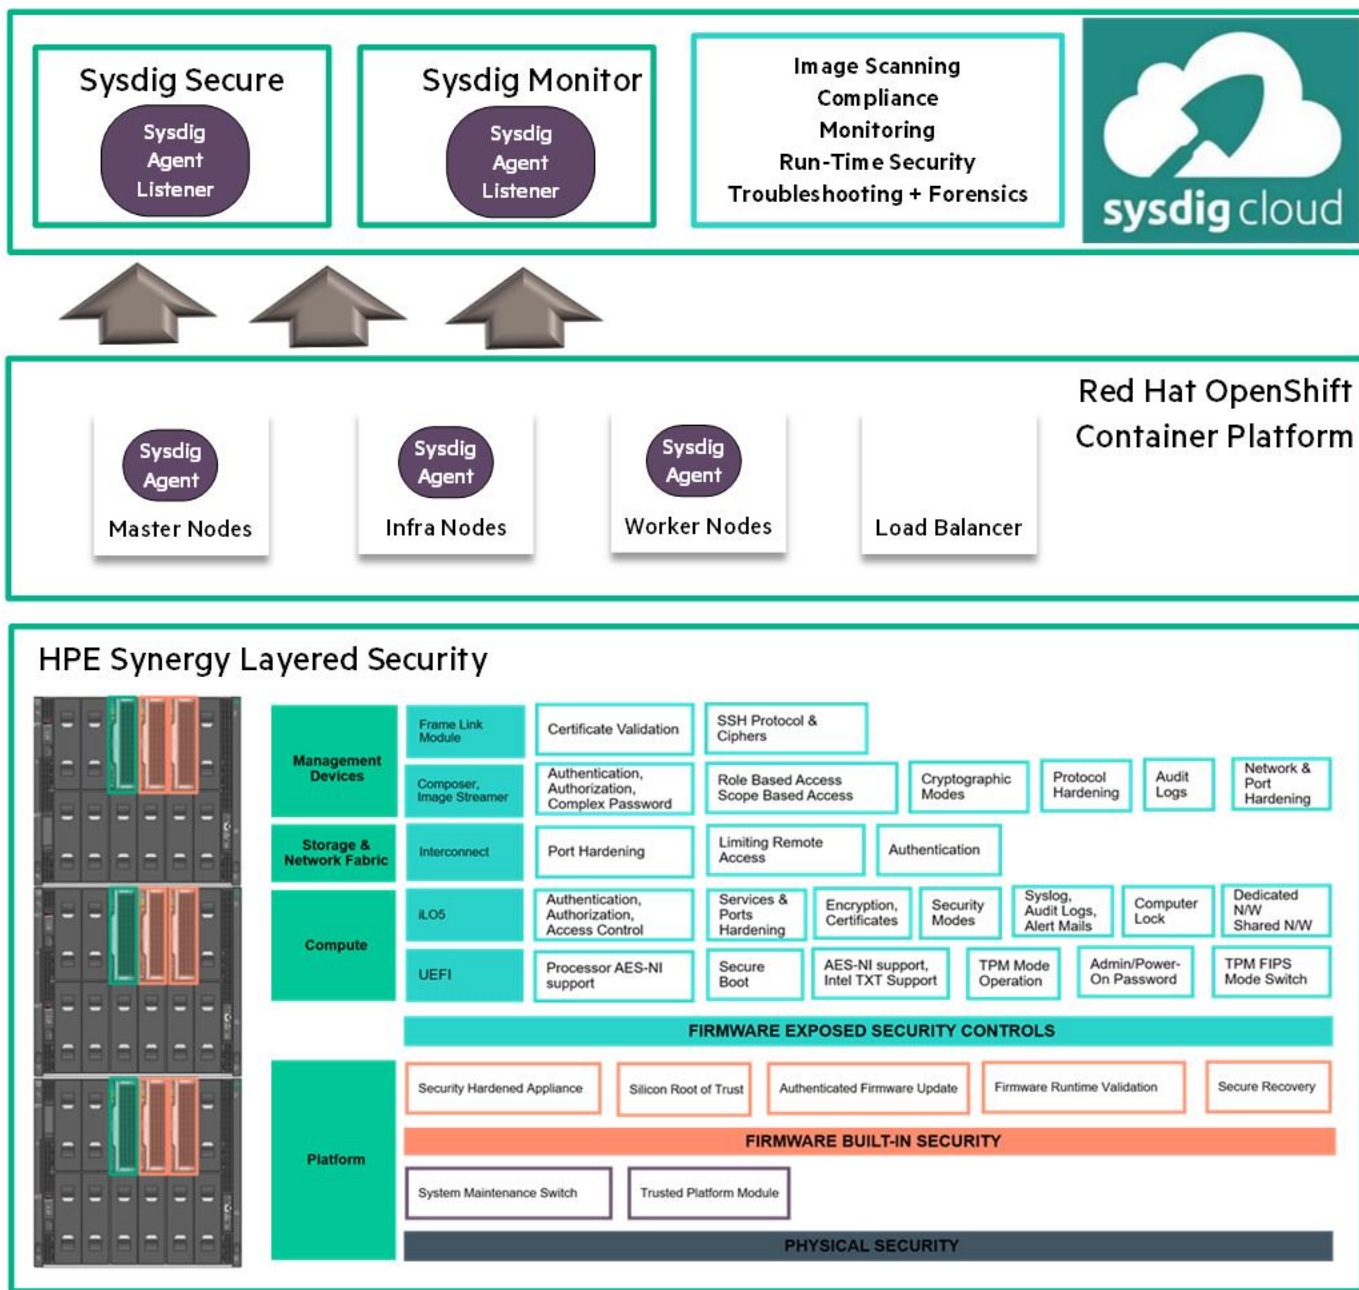 Sysdig Secure
Sysdig
Agent
Listener
Sysdig Monitor
Sysdig
Agent
Listener
Image Scanning
Compliance
Monitoring
Run-Time Security
Troubleshooting + Forensics
sysdig cloud
Red Hat OpenShift
Container Platform
Sysdig
Agent
Master Nodes
Sysdig
Agent
Infra Nodes
Sysdig
Agent
Worker Nodes
Load Balancer
HPE Synergy Layered Security
Management
Devices
Frame Link
Module
Certificate Validation
SSH Protocol &
Ciphers
Composer,
Image Streamer
Authentication,
Authorization,
Complex Password
Role Based Access
Scope Based Access
Cryptographic
Modes
Protocol
Hardening
Audit
Logs
Network &
Port
Hardening
Storage &
Network Fabric
Interconnect
Port Hardening
Limiting Remote
Access
Authentication
Compute
iLO5
Authentication,
Authorization,
Access Control
Services &
Ports
Hardening
Encryption,
Certificates
Security
Modes
Syslog,
Audit Logs,
Alert Mails
Computer
Lock
Dedicated
N/W
Shared N/W
UEFI
Processor AES-NI
support
Secure
Boot
AES-NI support,
Intel TXT Support
TPM Mode
Operation
Admin/Power-
On Password
TPM FIPS
Mode Switch
FIRMWARE EXPOSED SECURITY CONTROLS
Platform
Security Hardened Appliance
Silicon Root of Trust
Authenticated Firmware Update
Firmware Runtime Validation
Secure Recovery
FIRMWARE BUILT-IN SECURITY
System Maintenance Switch
Trusted Platform Module
PHYSICAL SECURITY